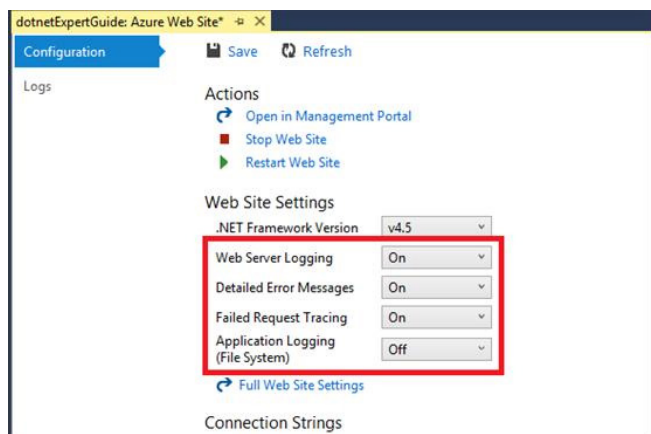 dotnetExpertGuide: Azure Web Site*
Configuration
Save Refresh
Logs
Actions
Open in Management Portal
Stop Web Site
Restart Web Site
Web Site Settings
.NET Framework Version v4.5
Web Server Logging On
Detailed Error Messages On
Failed Request Tracing On
Application Logging
(File System) Off
Full Web Site Settings
Connection Strings